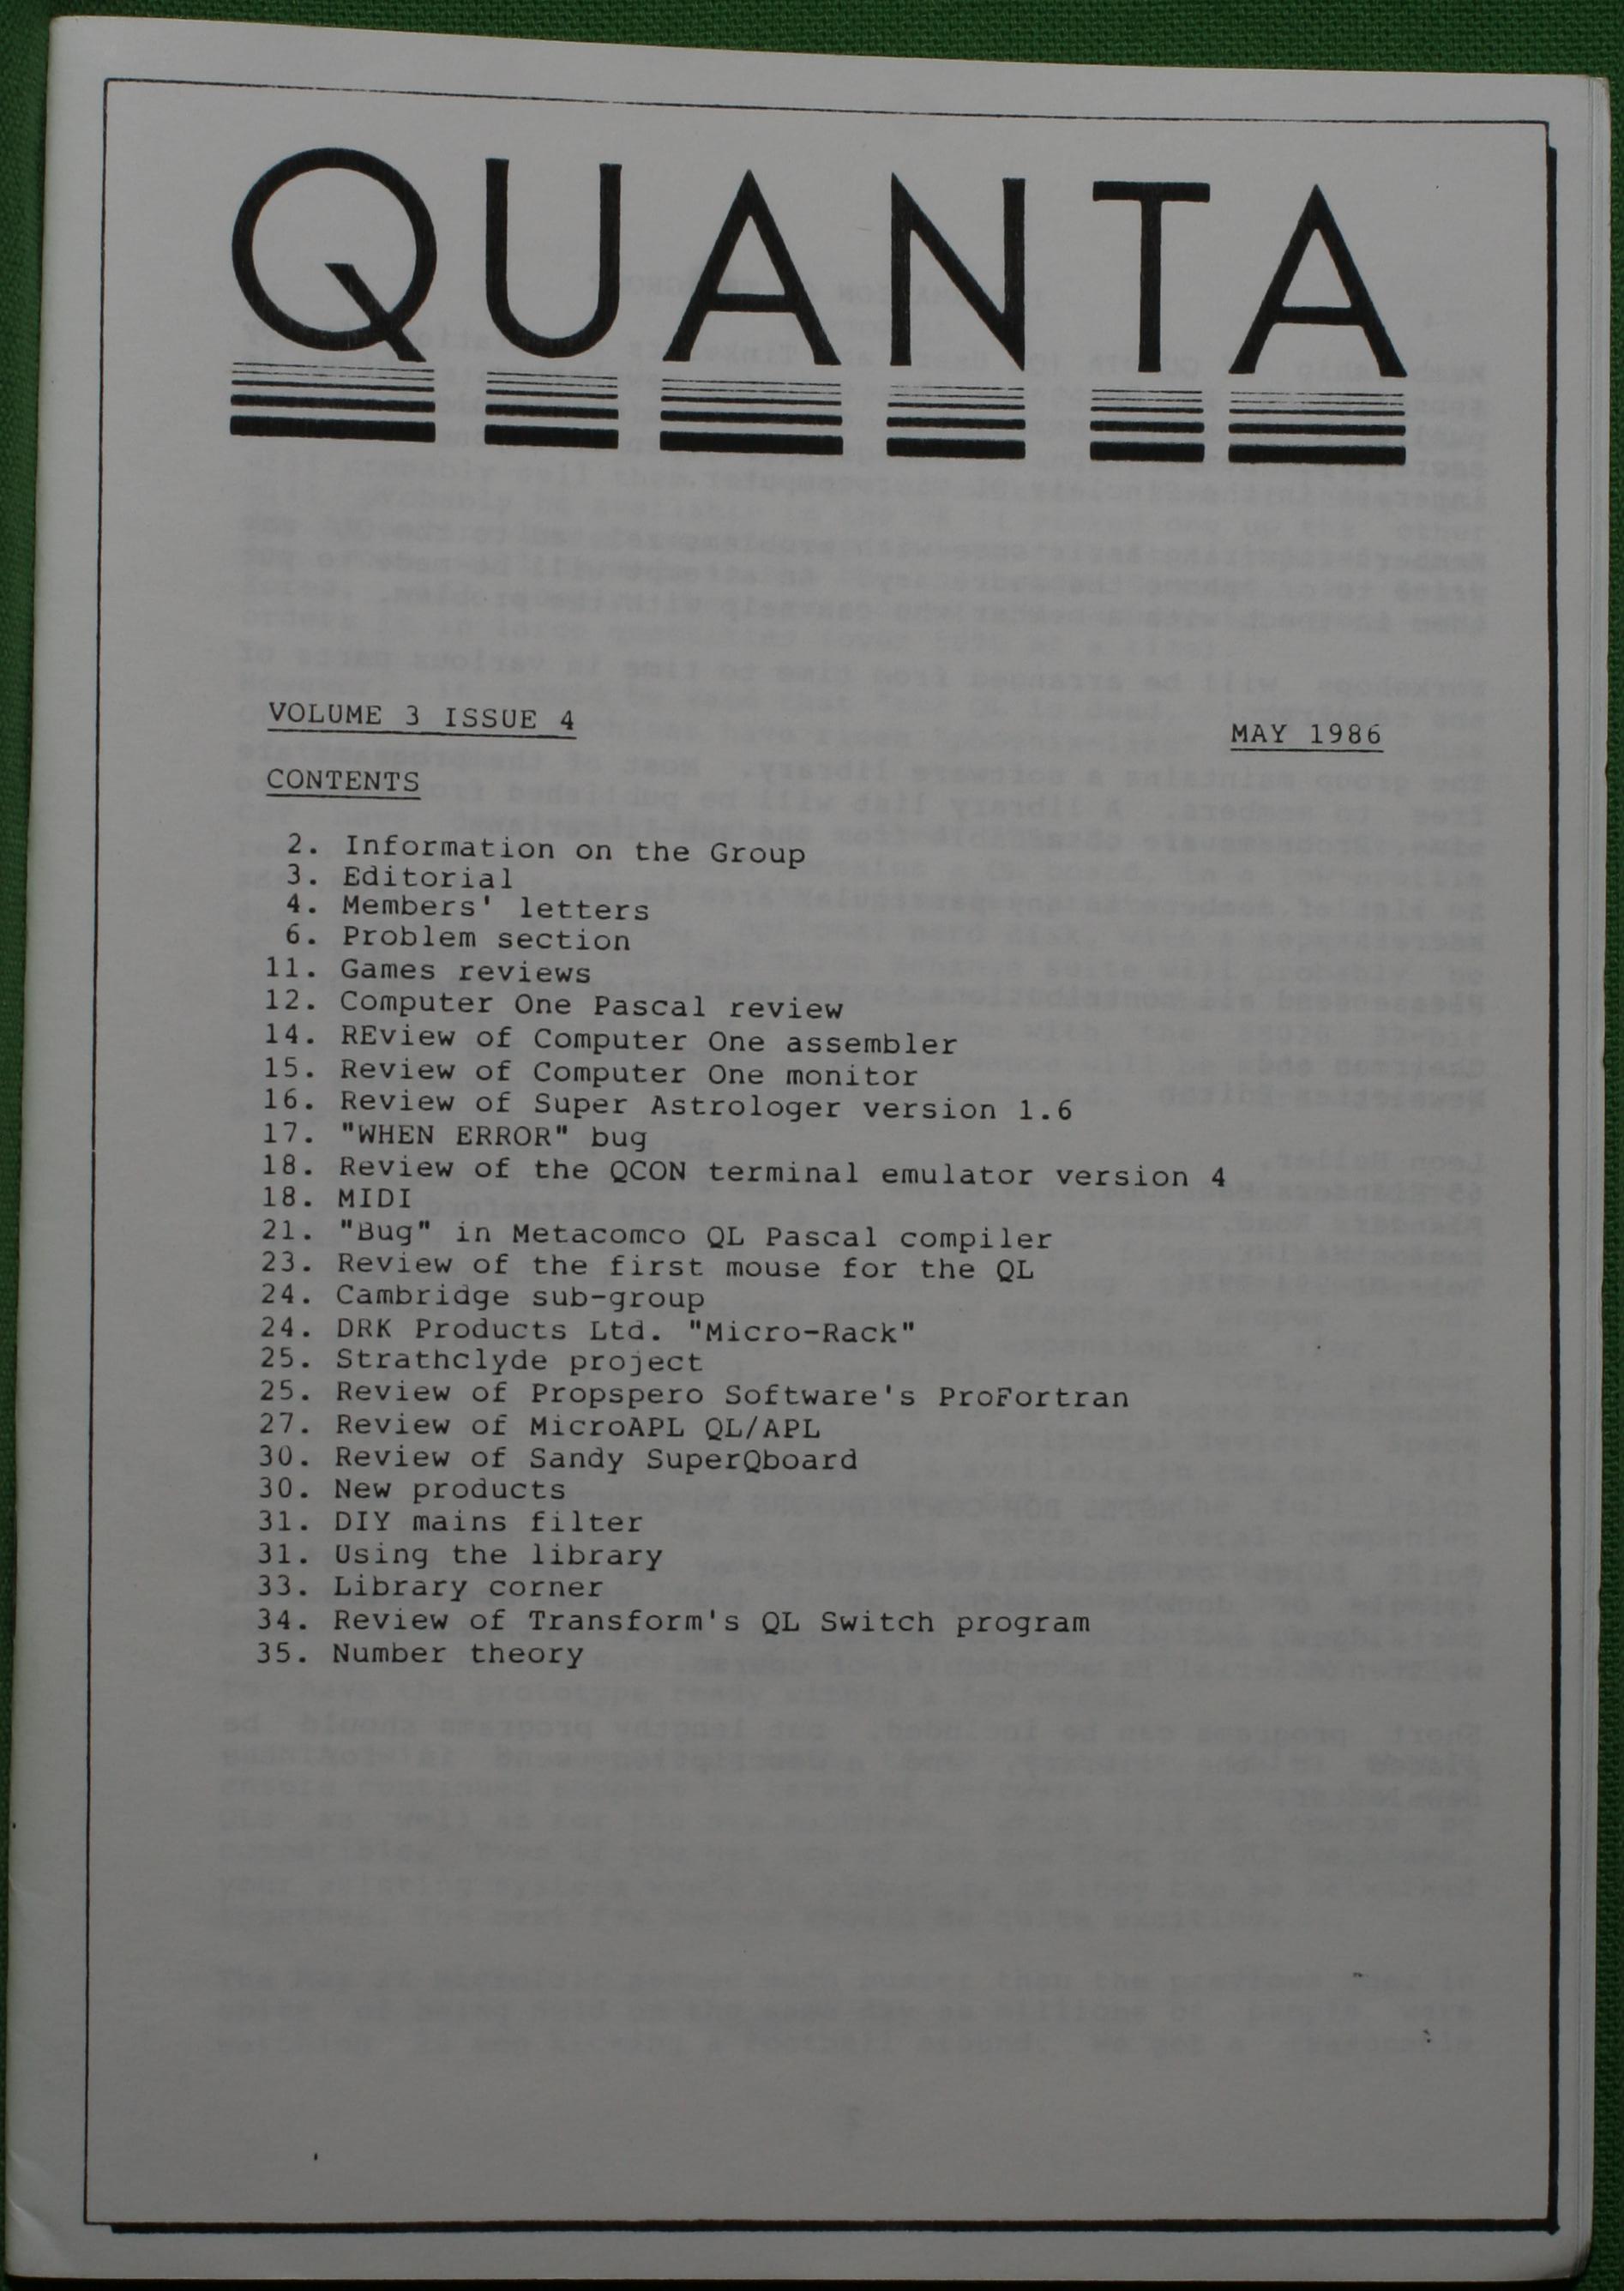 QUANTA
VOLUME 3 ISSUE 4
MAY 1986
CONTENTS
2. Information on the Group
3. Editorial
4. Members' letters
6. Problem section
11. Games reviews
12. Computer One Pascal review
14. REview of Computer One assembler
15. Review of Computer One monitor
16. Review of Super Astrologer version 1.6
17. "WHEN ERROR" bug
18. Review of the QCON terminal emulator version 4
18. MIDI
21. "Bug" in Metacomco QL Pascal compiler
23. Review of the first mouse for the QL
24. Cambridge sub-group
24. DRK Products Ltd. "Micro-Rack"
25. Strathclyde project
25. Review of Propspero Software's ProFortran
27. Review of MicroAPL QL/APL
30. Review of Sandy SuperQboard
30. New products
31. DIY mains filter
31. Using the library
33. Library corner
34. Review of Transform's QL Switch program
35. Number theory